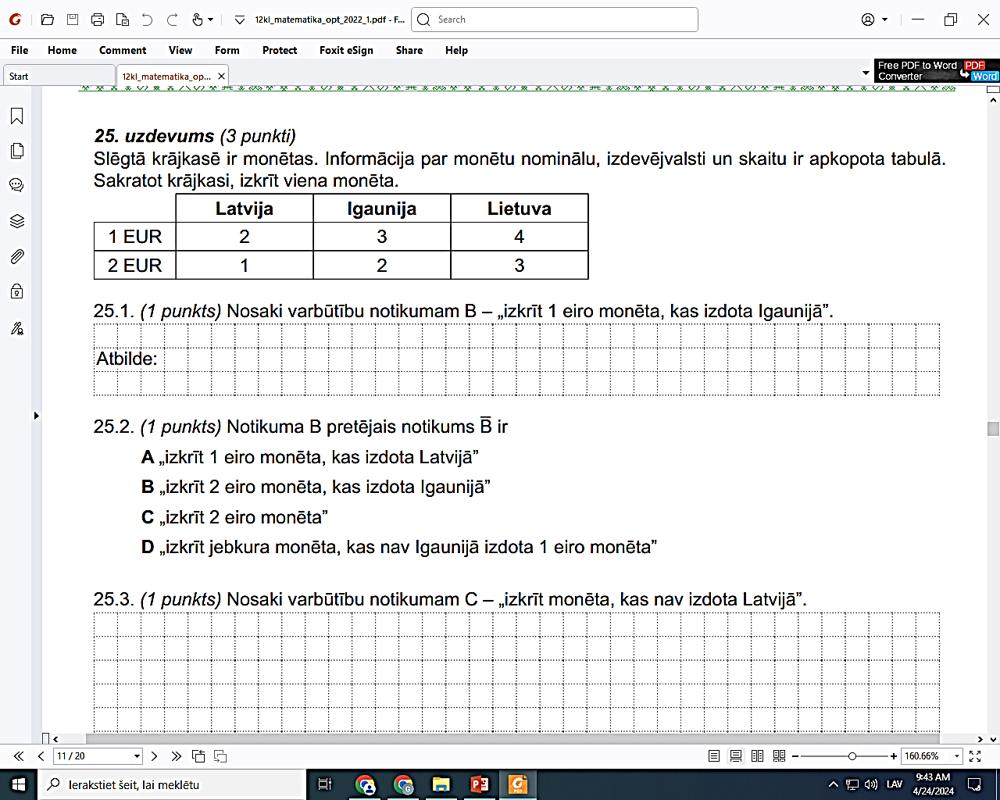 12kl_matematika_opt_2022_1.pdf - F...
Search
File Home Comment View Form Protect Foxit eSign Share Help
Start
12kl_matematika_op...
Free PDF to Word Converter
PDF
Word
25. uzdevums (3 punkti)
Slēgtā krājkasē ir monētas. Informācija par monētu nominālu, izdevējvalsti un skaitu ir apkopota tabulā.
Sakratot krājkasi, izkrīt viena monēta.
Latvija Igaunija Lietuva
1 EUR 2 3 4
2 EUR 1 2 3
25.1. (1 punkts) Nosaki varbūtību notikumam B – „izkrīt 1 eiro monēta, kas izdota Igaunijā”.
Atbilde:
25.2. (1 punkts) Notikuma B pretējais notikums B̅ ir
A „izkrīt 1 eiro monēta, kas izdota Latvijā”
B „izkrīt 2 eiro monēta, kas izdota Igaunijā”
C „izkrīt 2 eiro monēta”
D „izkrīt jebkura monēta, kas nav Igaunijā izdota 1 eiro monēta”
25.3. (1 punkts) Nosaki varbūtību notikumam C – „izkrīt monēta, kas nav izdota Latvijā”.
11 / 20
160.66%
Ierakstiet šeit, lai meklētu
LAV
9:43 AM
4/24/2024